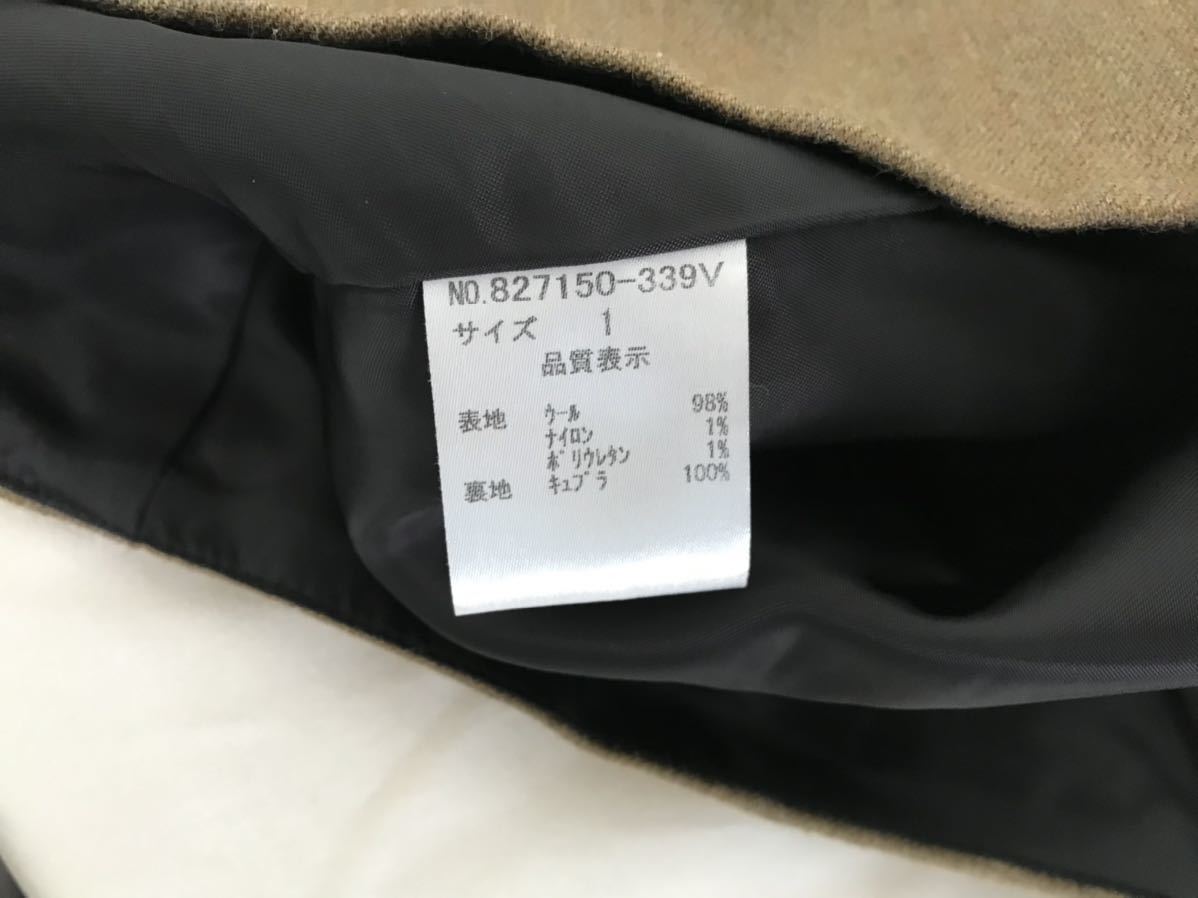 NO.827150-339V
サイズ 1
品質表示
表地 ウール 98%
ナイロン 1%
ポリウレタン 1%
裏地 キュプラ 100%